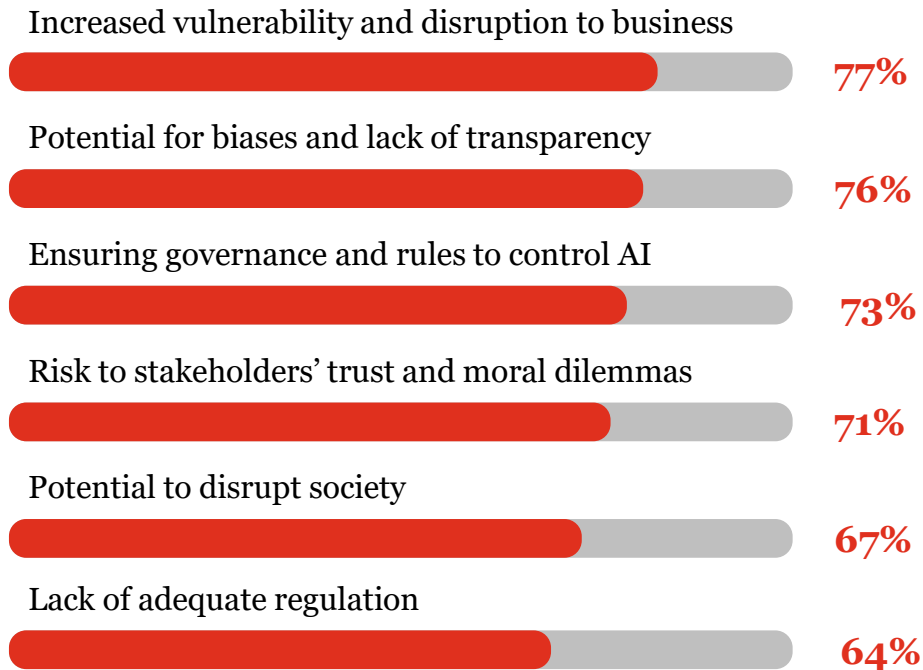 Increased vulnerability and disruption to business
77%
Potential for biases and lack of transparency
76%
Ensuring governance and rules to control AI
73%
Risk to stakeholders’ trust and moral dilemmas
71%
Potential to disrupt society
67%
Lack of adequate regulation
64%